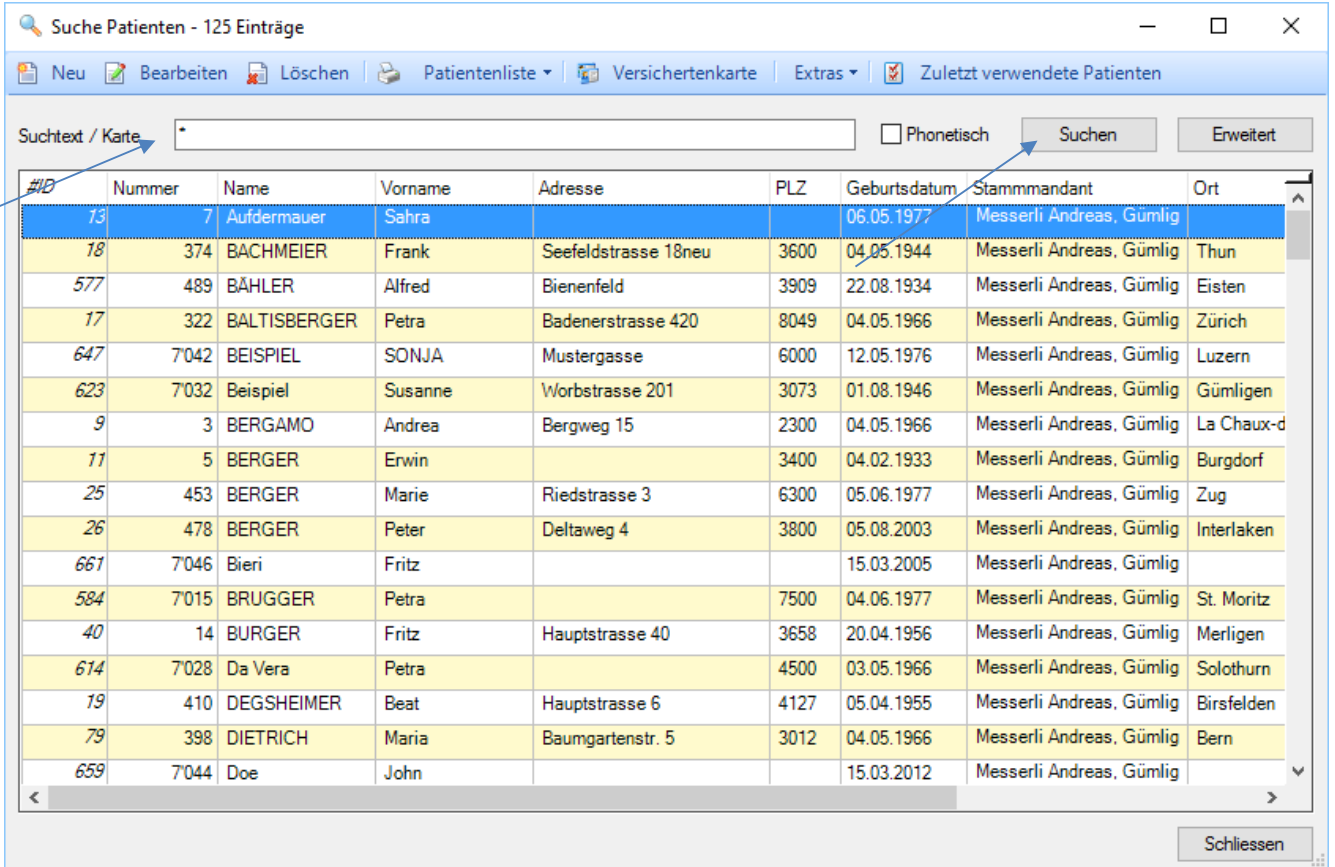 Suche Patienten - 125 Einträge
Neu Bearbeiten Löschen Patientenliste Versichertenkarte Extras Zuletzt verwendete Patienten
Suchtext / Karte * Phonetisch Suchen Erweitert
#ID Nummer Name Vorname Adresse PLZ Geburtsdatum Stammmandant Ort
13 7 Aufdermauer Sahra 06.05.1977 Messerli Andreas, Gümlig
18 374 BACHMEIER Frank Seefeldstrasse 18neu 3600 04.05.1944 Messerli Andreas, Gümlig Thun
577 489 BÄHLER Alfred Bienenfeld 3909 22.08.1934 Messerli Andreas, Gümlig Eisten
17 322 BALTISBERGER Petra Badenerstrasse 420 8049 04.05.1966 Messerli Andreas, Gümlig Zürich
647 7'042 BEISPIEL SONJA Mustergasse 6000 12.05.1976 Messerli Andreas, Gümlig Luzern
623 7'032 Beispiel Susanne Worbstrasse 201 3073 01.08.1946 Messerli Andreas, Gümlig Gümligen
9 3 BERGAMO Andrea Bergweg 15 2300 04.05.1966 Messerli Andreas, Gümlig La Chaux-d
11 5 BERGER Erwin 3400 04.02.1933 Messerli Andreas, Gümlig Burgdorf
25 453 BERGER Marie Riedstrasse 3 6300 05.06.1977 Messerli Andreas, Gümlig Zug
26 478 BERGER Peter Deltaweg 4 3800 05.08.2003 Messerli Andreas, Gümlig Interlaken
661 7'046 Bieri Fritz 15.03.2005 Messerli Andreas, Gümlig
584 7'015 BRUGGER Petra 7500 04.06.1977 Messerli Andreas, Gümlig St. Moritz
40 14 BURGER Fritz Hauptstrasse 40 3658 20.04.1956 Messerli Andreas, Gümlig Merligen
614 7'028 Da Vera Petra 4500 03.05.1966 Messerli Andreas, Gümlig Solothurn
19 410 DEGSHEIMER Beat Hauptstrasse 6 4127 05.04.1955 Messerli Andreas, Gümlig Birsfelden
79 398 DIETRICH Maria Baumgartenstr. 5 3012 04.05.1966 Messerli Andreas, Gümlig Bern
659 7'044 Doe John 15.03.2012 Messerli Andreas, Gümlig
Schliessen